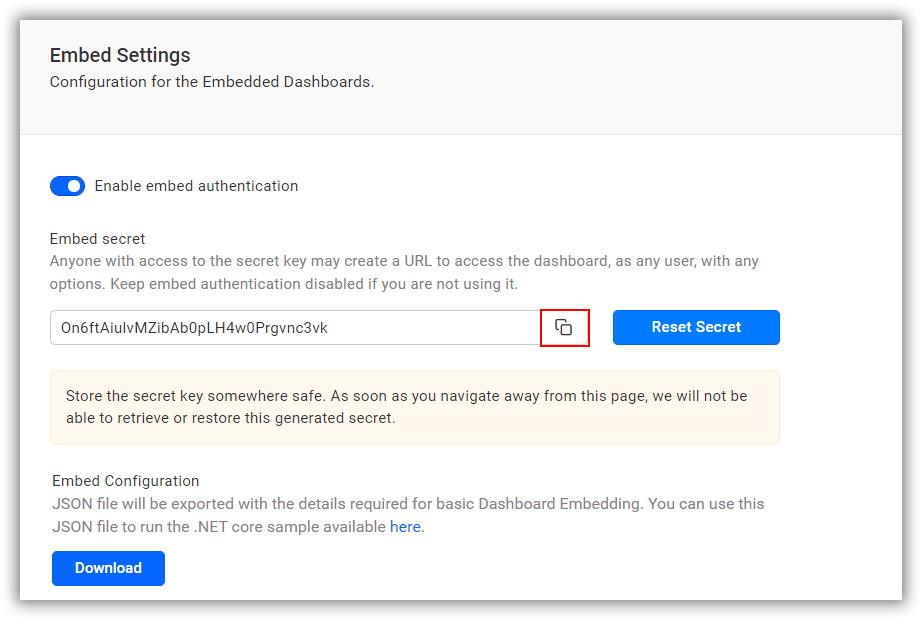 Embed Settings
Configuration for the Embedded Dashboards.
Enable embed authentication
Embed secret
Anyone with access to the secret key may create a URL to access the dashboard, as any user, with any
options. Keep embed authentication disabled if you are not using it.
On6ftAiulvMZibAb0pLH4w0Prgvnc3vk
Reset Secret
Store the secret key somewhere safe. As soon as you navigate away from this page, we will not be
able to retrieve or restore this generated secret.
Embed Configuration
JSON file will be exported with the details required for basic Dashboard Embedding. You can use this
JSON file to run the .NET core sample available here.
Download